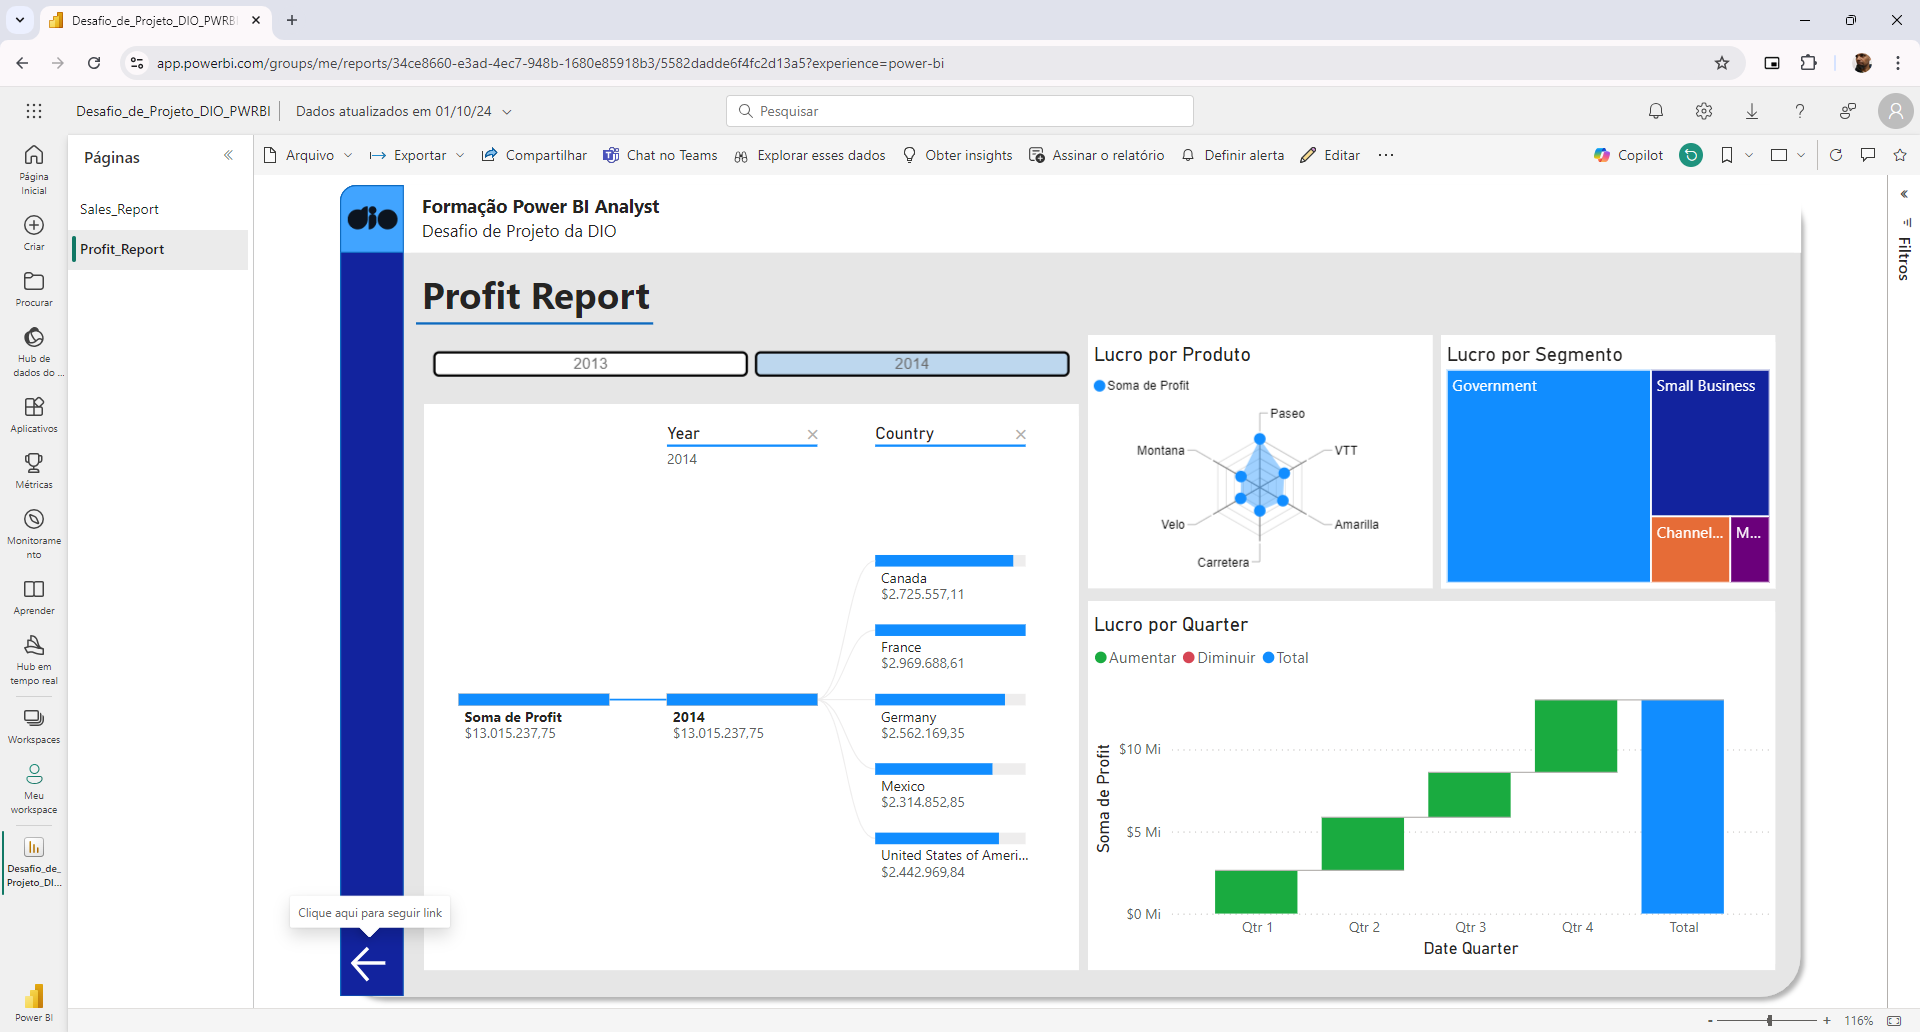 Desafio_de_Projeto_DIO_PWRB
app.powerbi.com/groups/me/reports/34ce8660-e3ad-4ec7-948b-1680e85918b3/5582dadde6f4fc2d13a5?experience=power-bi
Desafio_de_Projeto_DIO_PWRBI
Dados atualizados em 01/10/24
Pesquisar
Página
Inicial
Criar
Procurar
Hub de
dados do ...
Aplicativos
Métricas
Monitorame
nto
Aprender
Hub em
tempo real
Workspaces
Meu
workspace
Desafio_de_
Projeto_DI...
Power BI
Páginas
Sales_Report
Profit_Report
Arquivo
Exportar
Compartilhar
Chat no Teams
Explorar esses dados
Obter insights
Assinar o relatório
Definir alerta
Editar
Copilot
Filtros
dio
Formação Power BI Analyst
Desafio de Projeto da DIO
Profit Report
2013
2014
Year
2014
Country
Soma de Profit
$13.015.237,75
2014
$13.015.237,75
Canada
$2.725.557,11
France
$2.969.688,61
Germany
$2.562.169,35
Mexico
$2.314.852,85
United States of Ameri...
$2.442.969,84
Clique aqui para seguir link
Lucro por Produto
Soma de Profit
Paseo
VTT
Amarilla
Carretera
Velo
Montana
Lucro por Segmento
Government
Small Business
Channel...
M...
Lucro por Quarter
Aumentar
Diminuir
Total
Soma de Profit
$10 Mi
$5 Mi
$0 Mi
Qtr 1
Qtr 2
Qtr 3
Qtr 4
Total
Date Quarter
116%